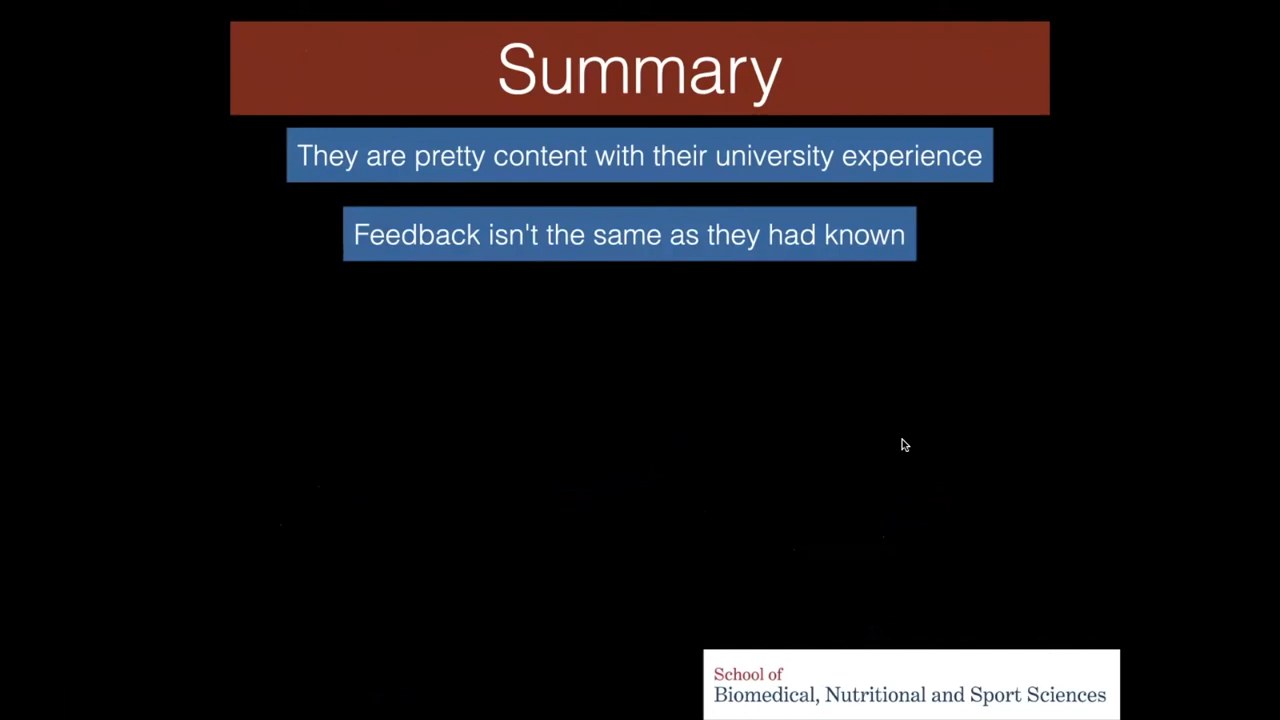 Summary
They are pretty content with their university experience
Feedback isn't the same as they had known
School of
Biomedical, Nutritional and Sport Sciences